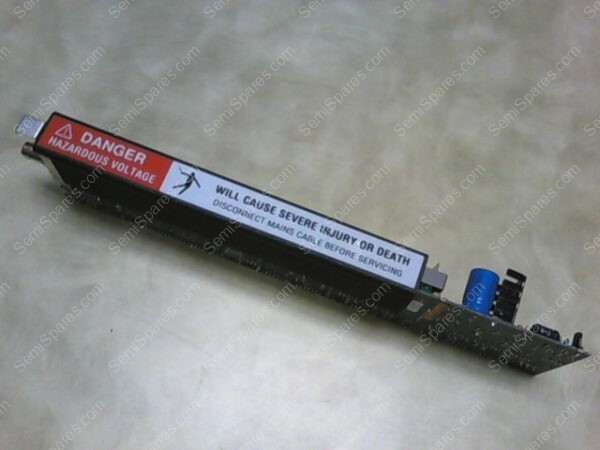 DANGER
HAZARDOUS VOLTAGE
WILL CAUSE SEVERE INJURY OR DEATH
DISCONNECT MAINS CABLE BEFORE SERVICING
SemiSpares.com